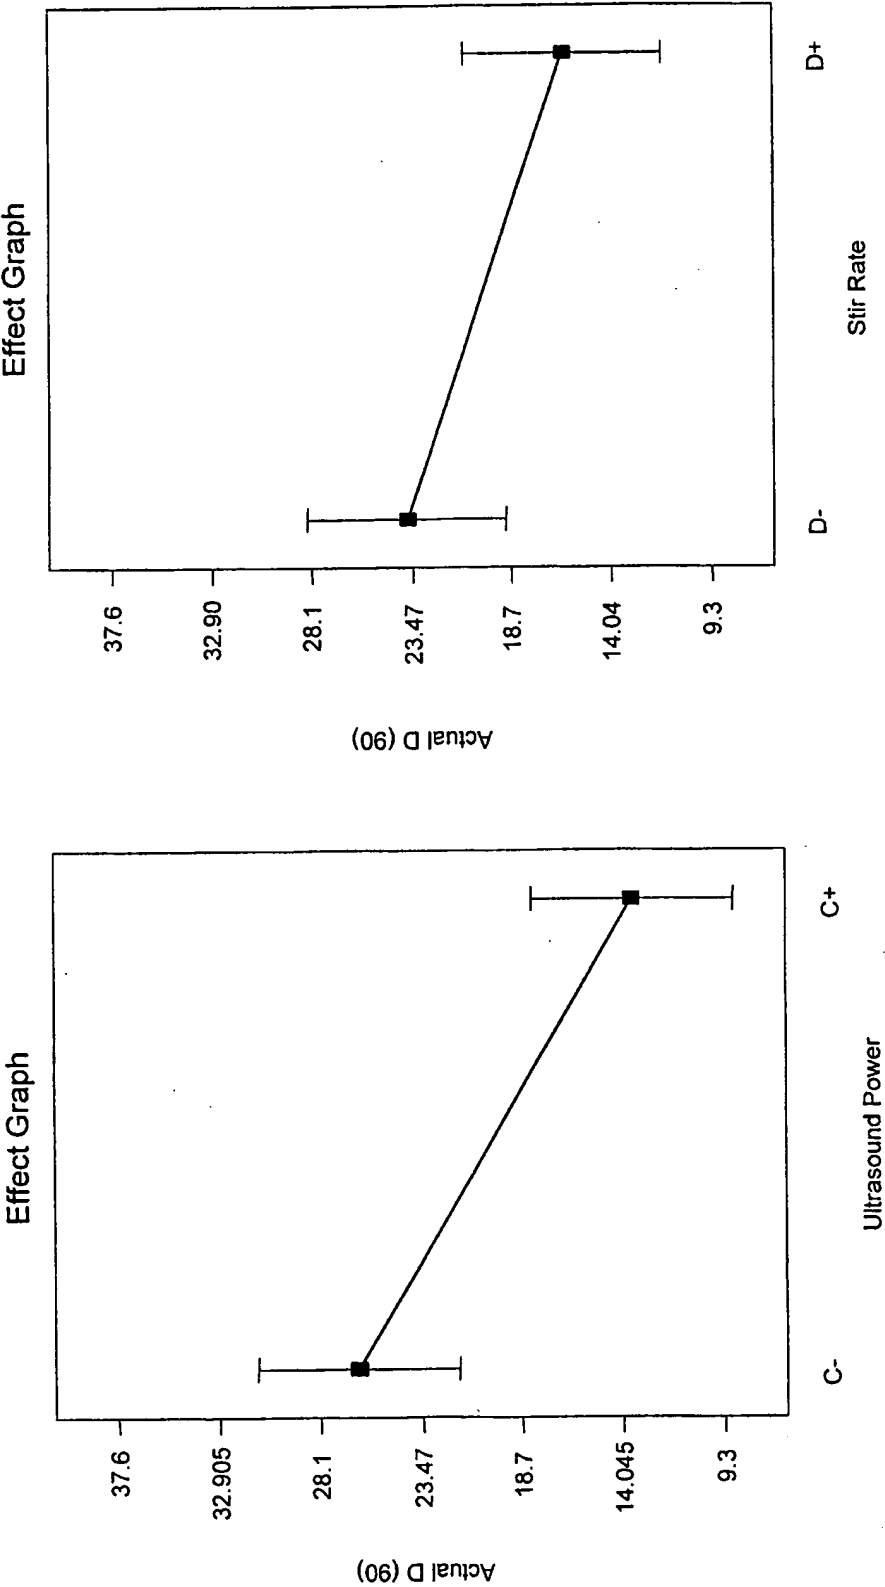 Effect Graph
37.6
32.905
28.1
23.47
18.7
14.045
9.3
Actual D (90)
C-
C+
Ultrasound Power
Effect Graph
37.6
32.90
28.1
23.47
18.7
14.04
9.3
Actual D (90)
D-
D+
Stir Rate